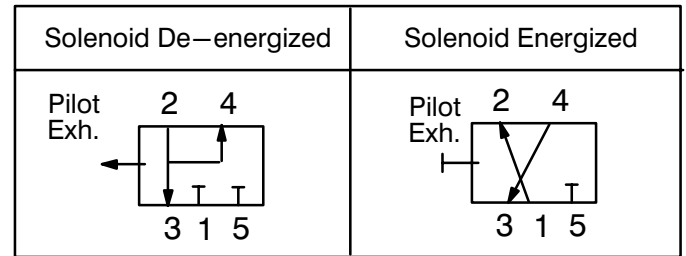 Solenoid De–energized
Solenoid Energized
Pilot
Exh.
2 4
3 1 5
Pilot
Exh.
2 4
3 1 5